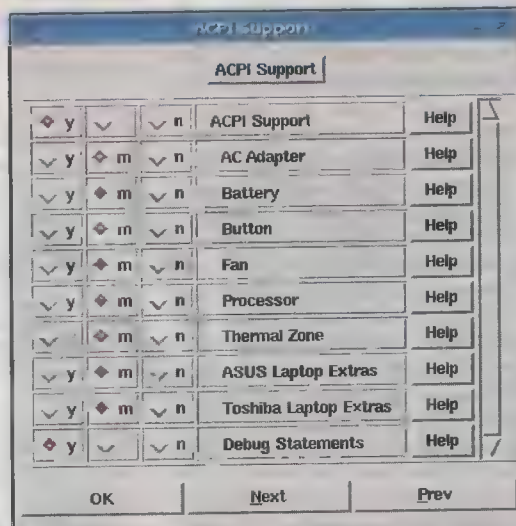 ACPI Support
ACPI Support
y n ACPI Support Help
y m n AC Adapter Help
y m n Battery Help
y m n Button Help
y m n Fan Help
y m n Processor Help
m n Thermal Zone Help
y m n ASUS Laptop Extras Help
y m n Toshiba Laptop Extras Help
y n Debug Statements Help
OK Next Prev